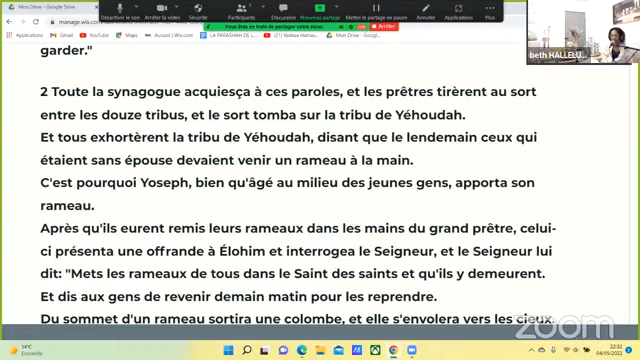 Mon Drive - Google Drive
manage.wix.com
Désactiver le son
Arrêter la vidéo
Sécurité
Participants
Discussion
Nouveau partage
Mettre le partage en pause
Annoter
Applications
Plus
Vous êtes en train de partager votre écran
Arrêter
Applications
Gmail
YouTube
Maps
Accueil | Wix.com
LA PARASHAH DE L
(2) Yeshua Hamas
Mon Drive - Googl
beth HALLELU...
garder."
2 Toute la synagogue acquiesça à ces paroles, et les prêtres tirèrent au sort
entre les douze tribus, et le sort tomba sur la tribu de Yéhoudah.
Et tous exhortèrent la tribu de Yéhoudah, disant que le lendemain ceux qui
étaient sans épouse devaient venir un rameau à la main.
C'est pourquoi Yoseph, bien qu'âgé au milieu des jeunes gens, apporta son
rameau.
Après qu'ils eurent remis leurs rameaux dans les mains du grand prêtre, celui-
ci présenta une offrande à Élohim et interrogea le Seigneur, et le Seigneur lui
dit: "Mets les rameaux de tous dans le Saint des saints et qu'ils y demeurent.
Et dis aux gens de revenir demain matin pour les reprendre.
Du sommet d'un rameau sortira une colombe, et elle s'envolera vers les cieux.
zoom
14°C
Ensoleillé
22:32
04/05/2022